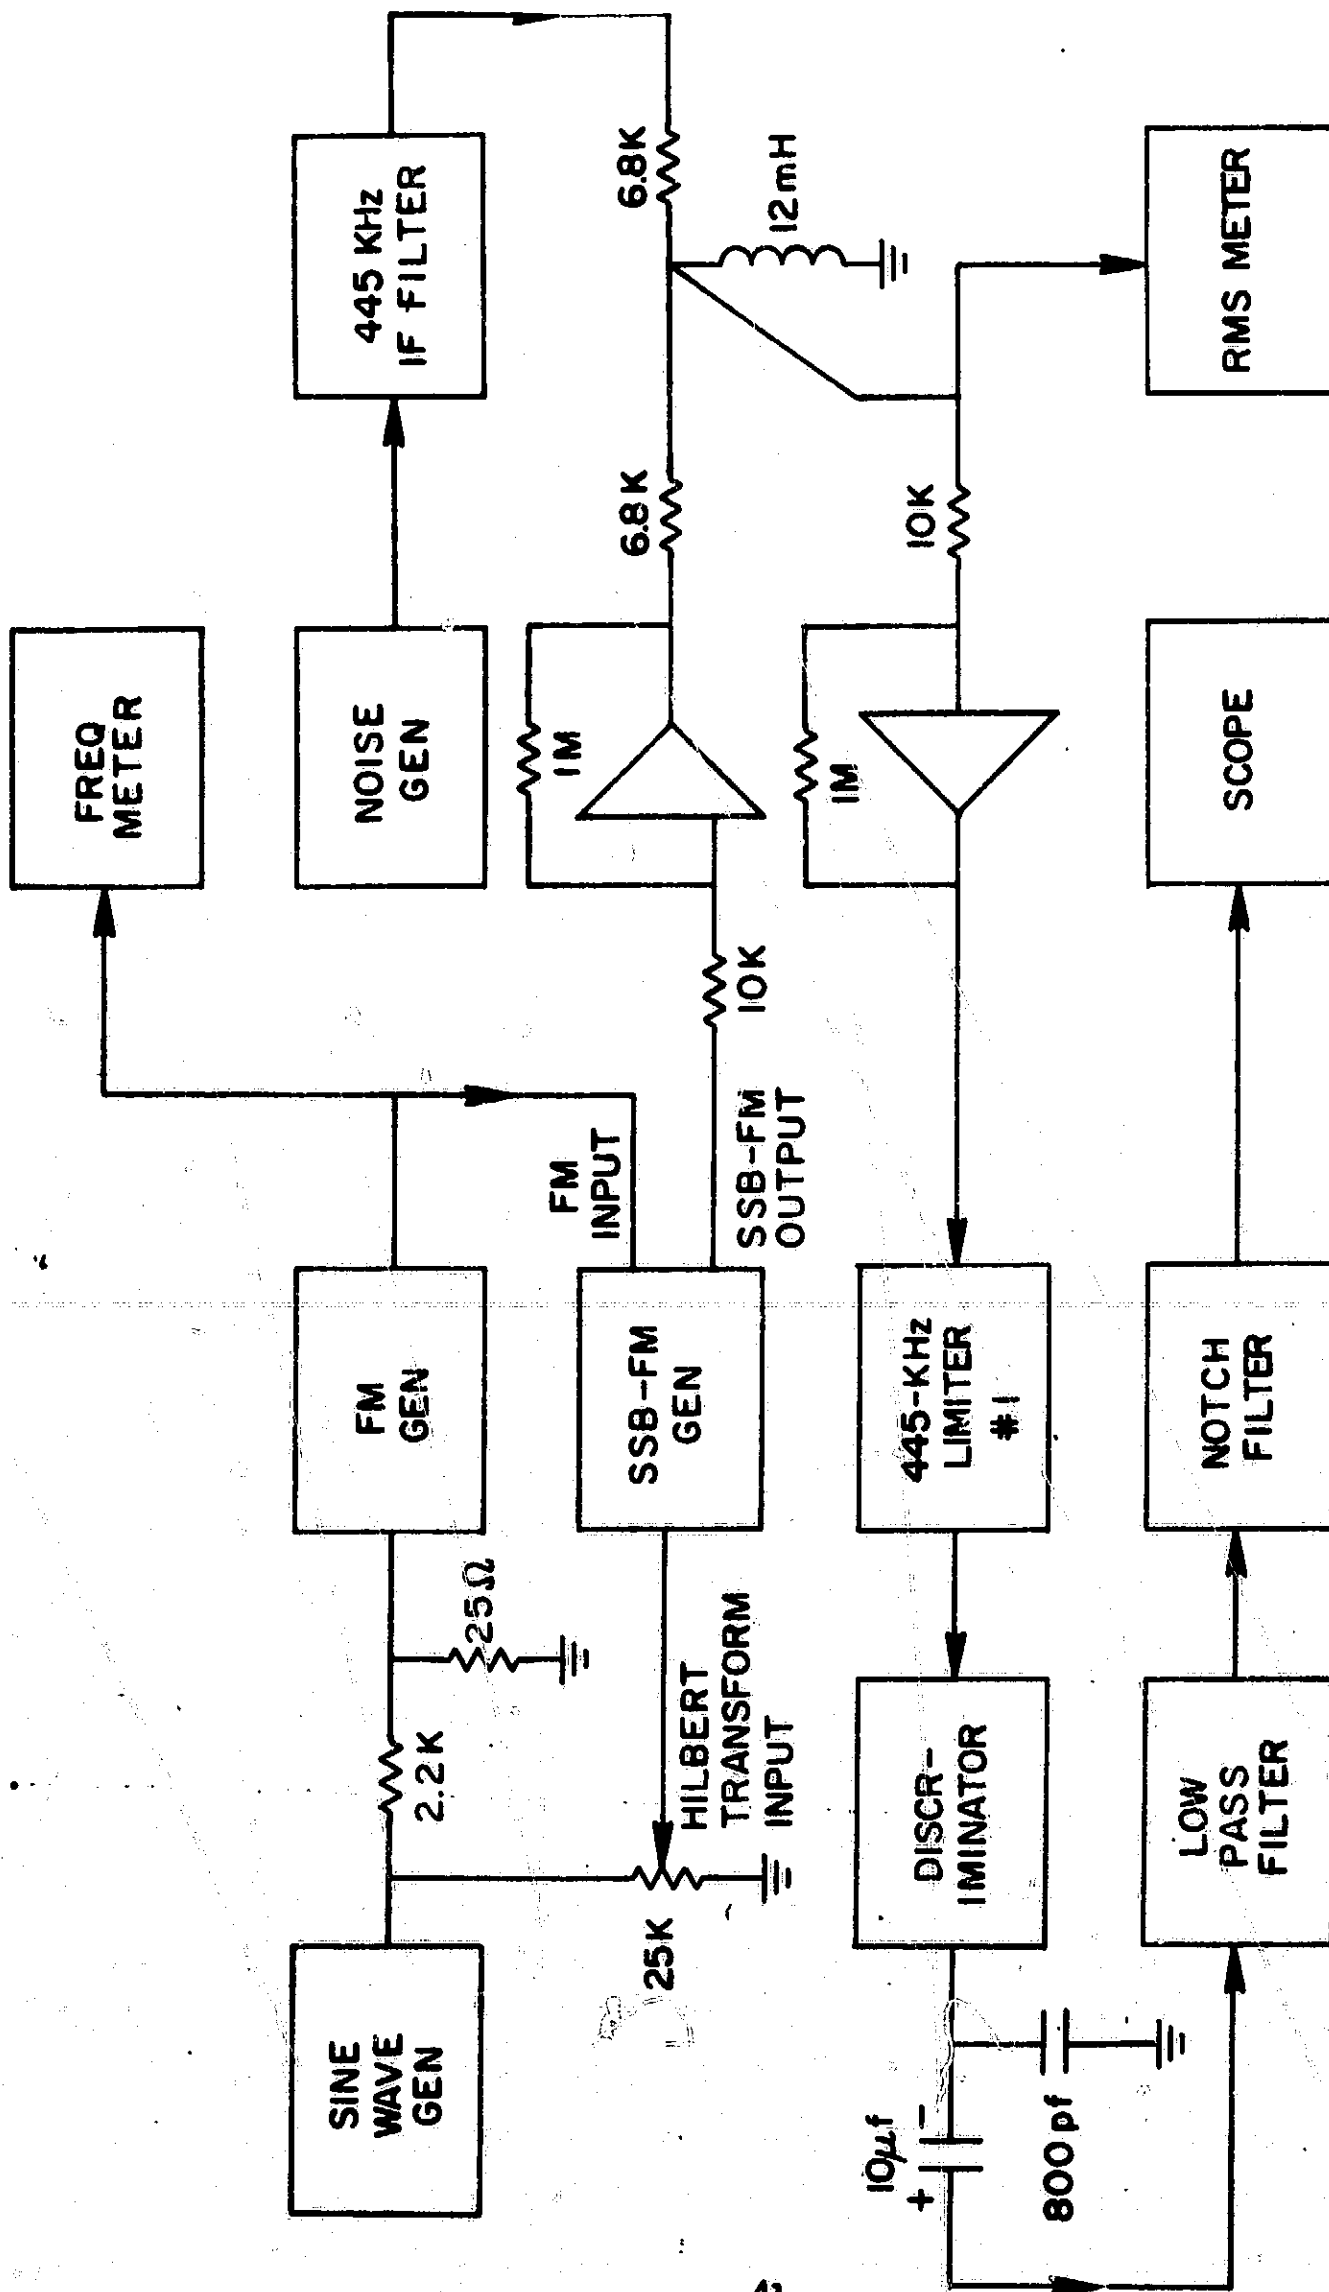 SINE
WAVE
GEN
2.2K
25Ω
25K
HILBERT
TRANSFORM
INPUT
FM
GEN
SSB-FM
GEN
FM
INPUT
SSB-FM
OUTPUT
FREQ
METER
NOISE
GEN
445 KHz
IF FILTER
10K
1M
6.8K
6.8K
12mH
10K
1M
445-KHz
LIMITER
#1
DISCR-
IMINATOR
10μf
+ -
800pf
LOW
PASS
FILTER
NOTCH
FILTER
SCOPE
RMS METER